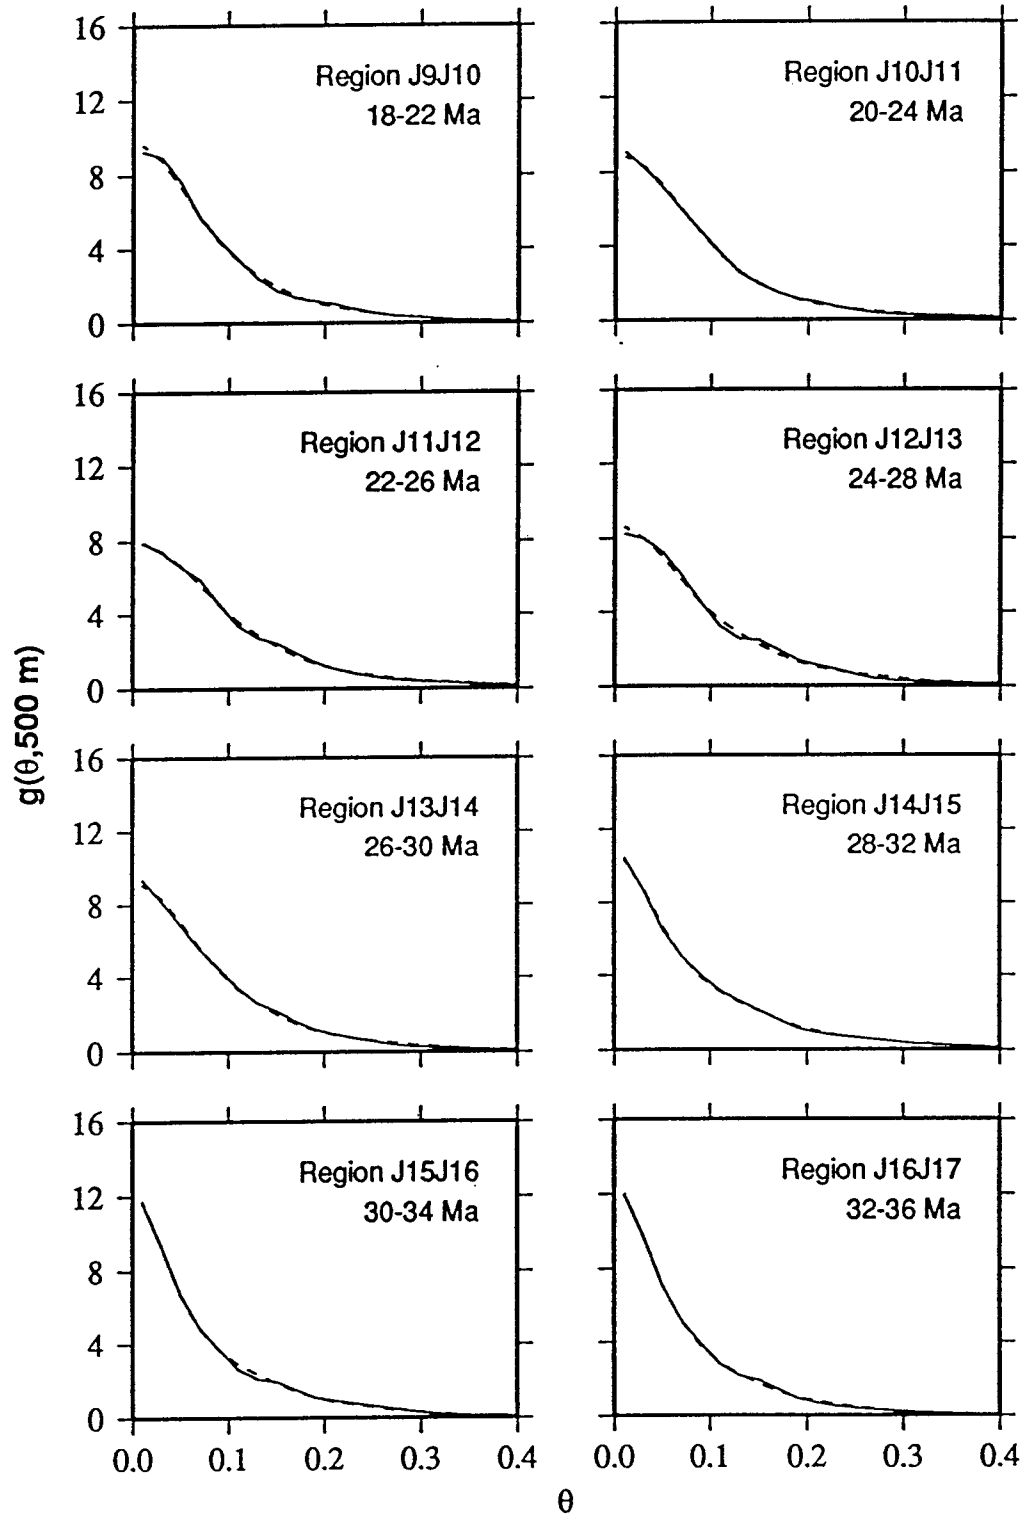 16
12
8
4
0
Region J9J10
18-22 Ma
Region J10J11
20-24 Ma
16
12
8
4
0
Region J11J12
22-26 Ma
Region J12J13
24-28 Ma
g(θ,500 m)
16
12
8
4
0
Region J13J14
26-30 Ma
Region J14J15
28-32 Ma
16
12
8
4
0
Region J15J16
30-34 Ma
Region J16J17
32-36 Ma
0.0 0.1 0.2 0.3 0.4
0.0 0.1 0.2 0.3 0.4
θ